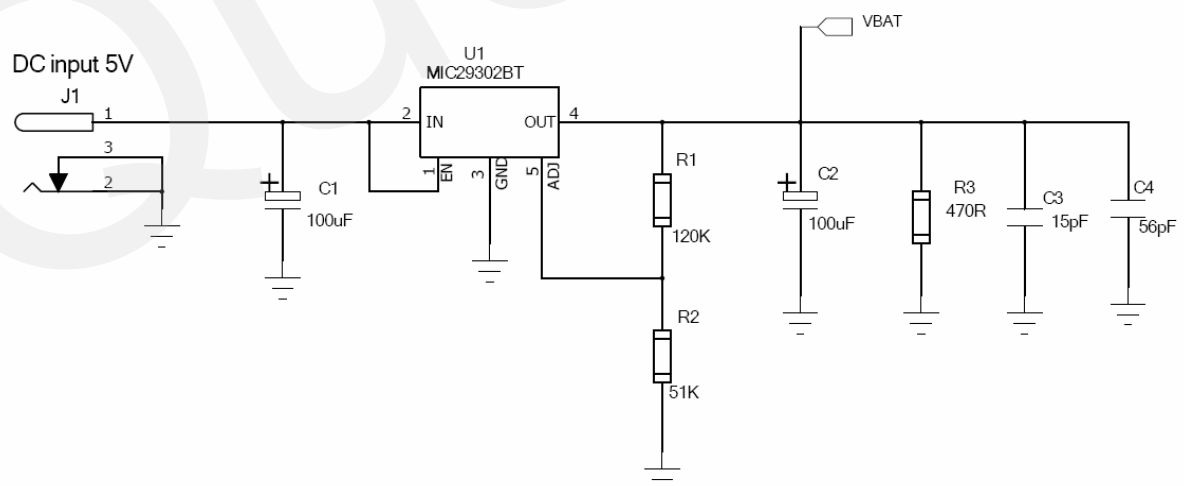 VBAT
DC input 5V
J1
1
3
2
U1
MIC29302BT
2
IN
OUT
4
1
EN
3
GND
5
ADJ
+
C1
100uF
R1
120K
R2
51K
+
C2
100uF
R3
470R
C3
15pF
C4
56pF